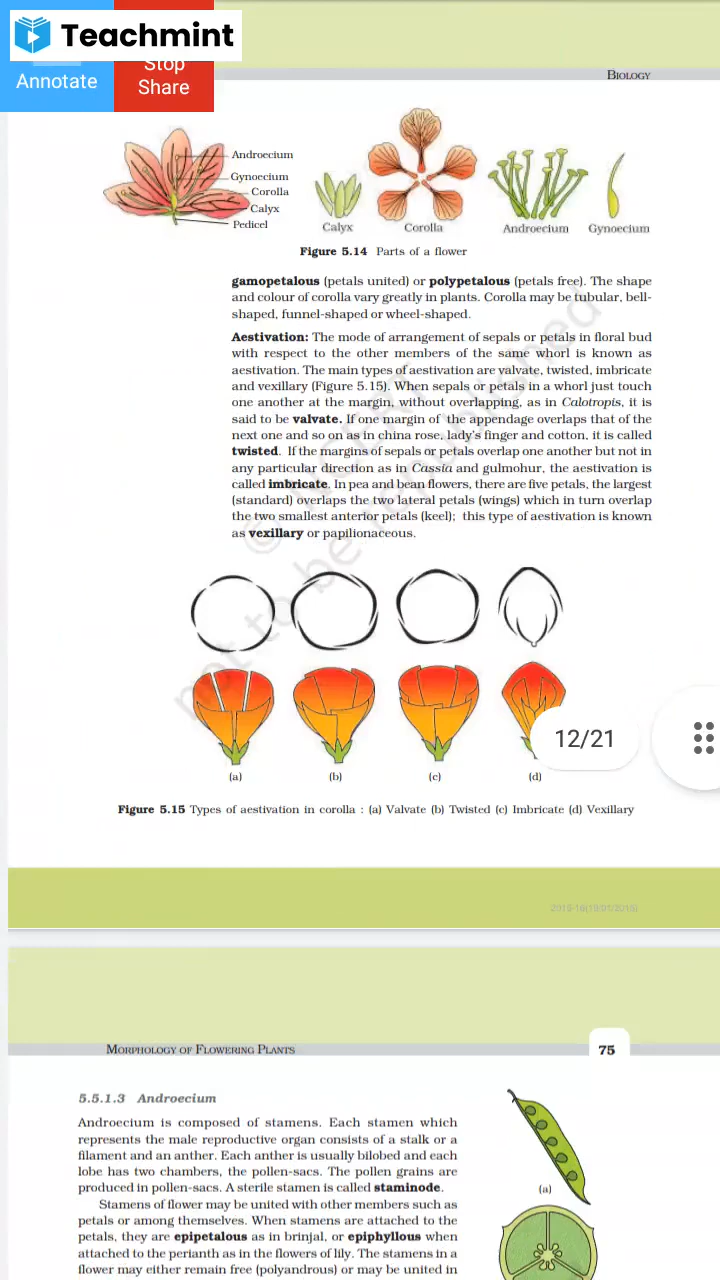 Teachmint
Annotate
Stop
Share
BIOLOGY
Androecium
Gynoecium
Corolla
Calyx
Pedicel
Calyx
Corolla
Androecium
Gynoecium
Figure 5.14 Parts of a flower
gamopetalous (petals united) or polypetalous (petals free). The shape
and colour of corolla vary greatly in plants. Corolla may be tubular, bell-
shaped, funnel-shaped or wheel-shaped.
Aestivation: The mode of arrangement of sepals or petals in floral bud
with respect to the other members of the same whorl is known as
aestivation. The main types of aestivation are valvate, twisted, imbricate
and vexillary (Figure 5.15). When sepals or petals in a whorl just touch
one another at the margin, without overlapping, as in Calotropis, it is
said to be valvate. If one margin of the appendage overlaps that of the
next one and so on as in china rose, lady's finger and cotton, it is called
twisted. If the margins of sepals or petals overlap one another but not in
any particular direction as in Cassia and gulmohur, the aestivation is
called imbricate. In pea and bean flowers, there are five petals, the largest
(standard) overlaps the two lateral petals (wings) which in turn overlap
the two smallest anterior petals (keel); this type of aestivation is known
as vexillary or papilionaceous.
© NCERT
not to be republished
12/21
(a)
(b)
(c)
(d)
Figure 5.15 Types of aestivation in corolla : (a) Valvate (b) Twisted (c) Imbricate (d) Vexillary
MORPHOLOGY OF FLOWERING PLANTS
75
5.5.1.3 Androecium
Androecium is composed of stamens. Each stamen which
represents the male reproductive organ consists of a stalk or a
filament and an anther. Each anther is usually bilobed and each
lobe has two chambers, the pollen-sacs. The pollen grains are
produced in pollen-sacs. A sterile stamen is called staminode.
Stamens of flower may be united with other members such as
petals or among themselves. When stamens are attached to the
petals, they are epipetalous as in brinjal, or epiphyllous when
attached to the perianth as in the flowers of lily. The stamens in a
flower may either remain free (polyandrous) or may be united in
(a)